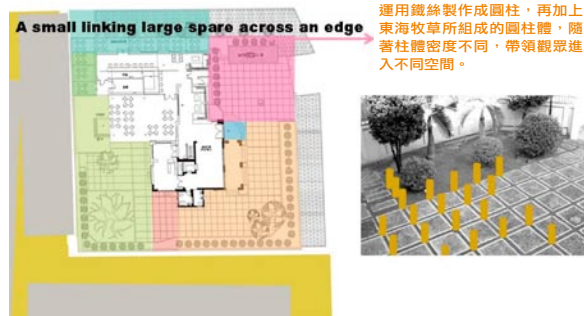 A small linking large spare across an edge
運用鐵絲製作成圓柱，再加上
東海牧草所組成的圓柱體，隨
著柱體密度不同，帶領觀眾進
入不同空間。